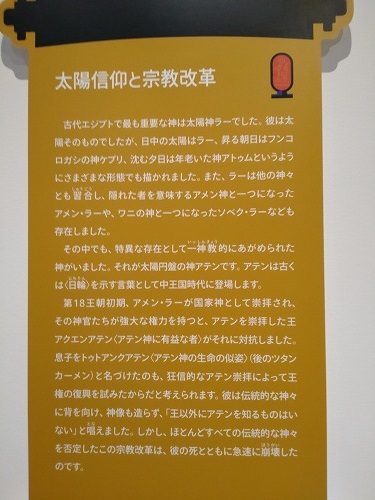 太陽信仰と宗教改革
古代エジプトで最も重要な神は太陽神ラーでした。彼は太
陽そのものでしたが、日中の太陽はラー、昇る朝日はフンコ
ロガシの神ケプリ、沈む夕日は年老いた神アトゥムというよう
にさまざまな形態でも描かれました。また、ラーは他の神々
とも習合し、隠れた者を意味するアメン神と一つになった
アメン・ラーや、ワニの神と一つになったソベク・ラーなども
存在しました。
その中でも、特異な存在として一神教的にあがめられた
神がいました。それが太陽円盤の神アテンです。アテンは古く
は〈日輪〉を示す言葉として中王国時代に登場します。
第18王朝初期、アメン・ラーが国家神として崇拝され、
その神官たちが強大な権力を持つと、アテンを崇拝した王
アクエンアテン〈アテン神に有益な者〉がそれに対抗しました。
息子をトゥトアンクアテン〈アテン神の生命の似姿〉（後のツタン
カーメン）と名づけたのも、狂信的なアテン崇拝によって王
権の復興を試みたからだと考えられます。彼は伝統的な神々
に背を向け、神像も造らず、「王以外にアテンを知るものはい
ない」と唱えました。しかし、ほとんどすべての伝統的な神々
を否定したこの宗教改革は、彼の死とともに急速に崩壊した
のです。